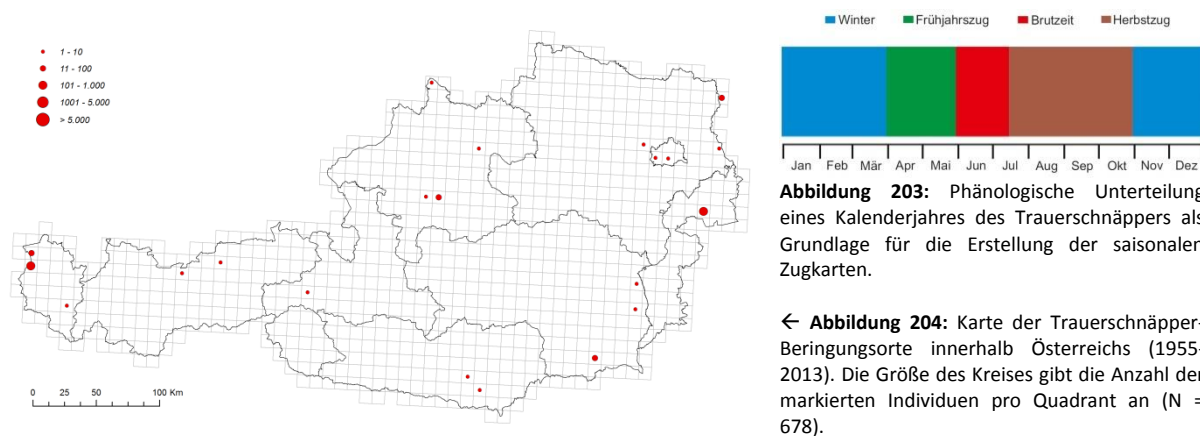 1 - 10
11 - 100
101 - 1.000
1001 - 5.000
> 5.000
0 25 50 100 Km
Winter Frühjahrszug Brutzeit Herbstzug
Jan Feb Mär Apr Mai Jun Jul Aug Sep Okt Nov Dez
Abbildung 203: Phänologische Unterteilung
eines Kalenderjahres des Trauerschnäppers als
Grundlage für die Erstellung der saisonalen
Zugkarten.
← Abbildung 204: Karte der Trauerschnäpper-
Beringungsorte innerhalb Österreichs (1955-
2013). Die Größe des Kreises gibt die Anzahl der
markierten Individuen pro Quadrant an (N =
678).